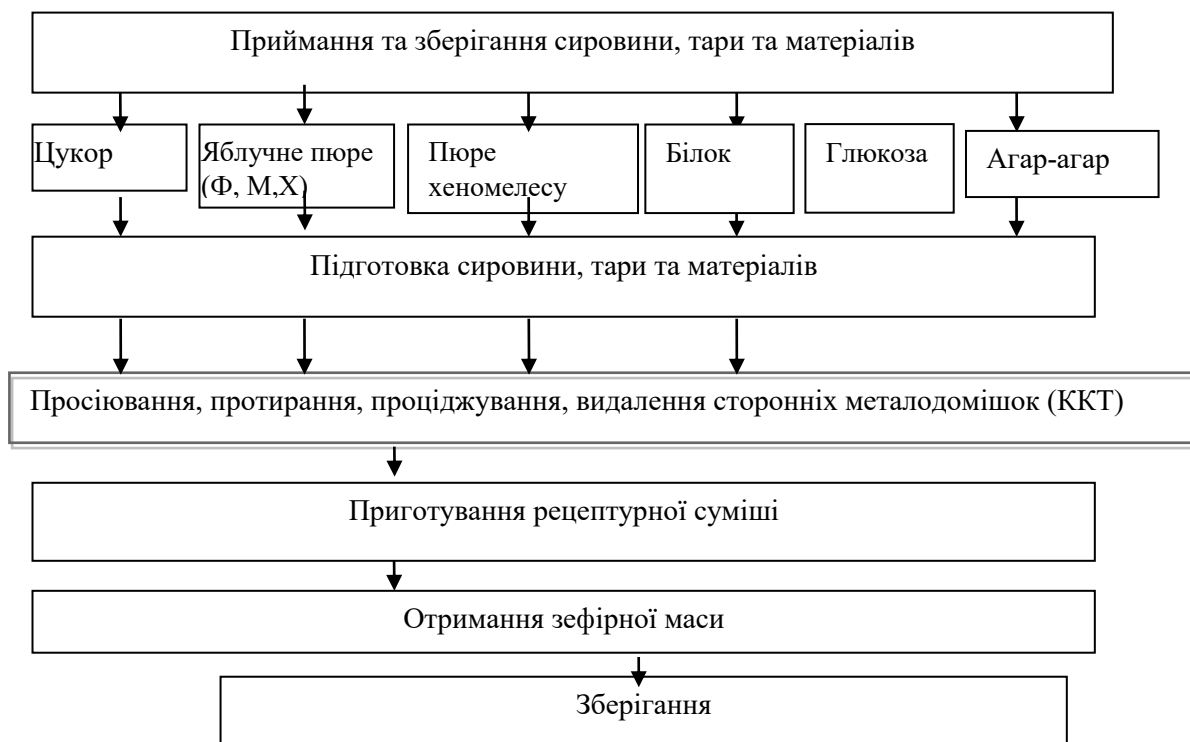 Приймання та зберігання сировини, тари та матеріалів
Цукор
Яблучне пюре
(Ф, М,Х)
Пюре
хеномелесу
Білок
Глюкоза
Агар-агар
Підготовка сировини, тари та матеріалів
Просіювання, протирання, проціджування, видалення сторонніх металодомішок (ККТ)
Приготування рецептурної суміші
Отримання зефірної маси
Зберігання